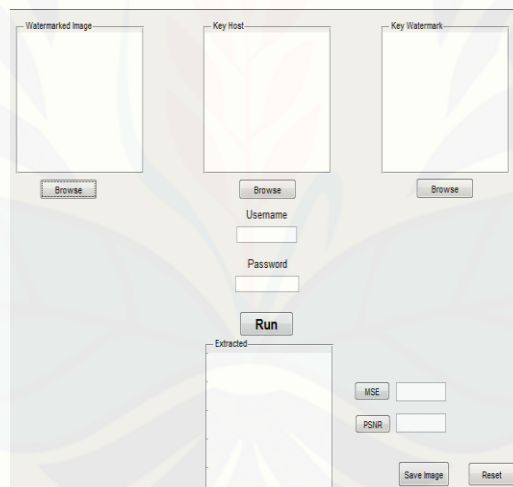 Watermarked Image
Key Host
Key Watermark
Browse
Browse
Browse
Username
Password
Run
Extracted
MSE
PSNR
Save Image
Reset